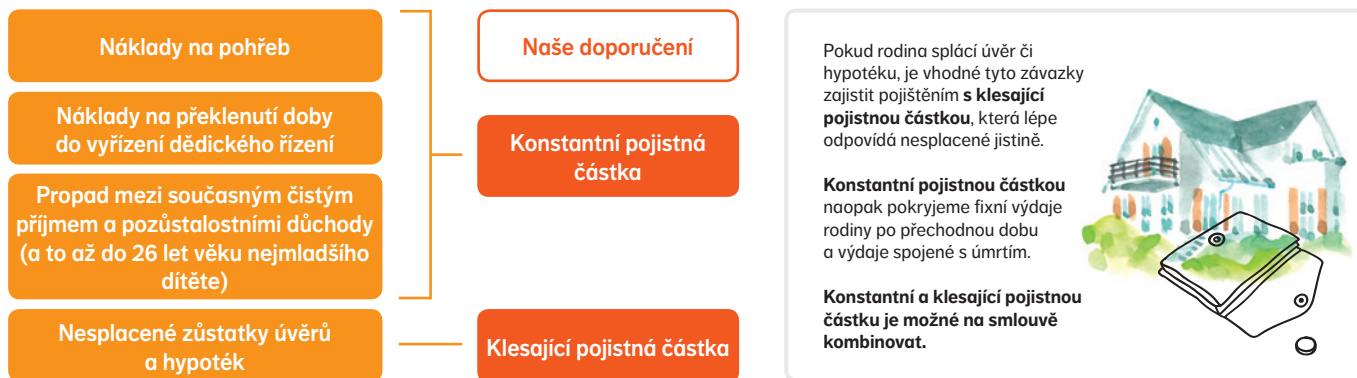 Náklady na pohřeb
Náklady na překlenutí doby
do vyřízení dědického řízení
Propad mezi současným čistým
příjmem a pozůstalostními důchody
(a to až do 26 let věku nejmladšího
dítěte)
Nesplacené zůstatky úvěrů
a hypoték
Naše doporučení
Konstantní pojistná
částka
Klesající pojistná částka
Pokud rodina splácí úvěr či
hypotéku, je vhodné tyto závazky
zajistit pojištěním s klesající
pojistnou částkou, která lépe
odpovídá nesplacené jistině.
Konstantní pojistnou částkou
naopak pokryjeme fixní výdaje
rodiny po přechodnou dobu
a výdaje spojené s úmrtím.
Konstantní a klesající pojistnou
částku je možné na smlouvě
kombinovat.